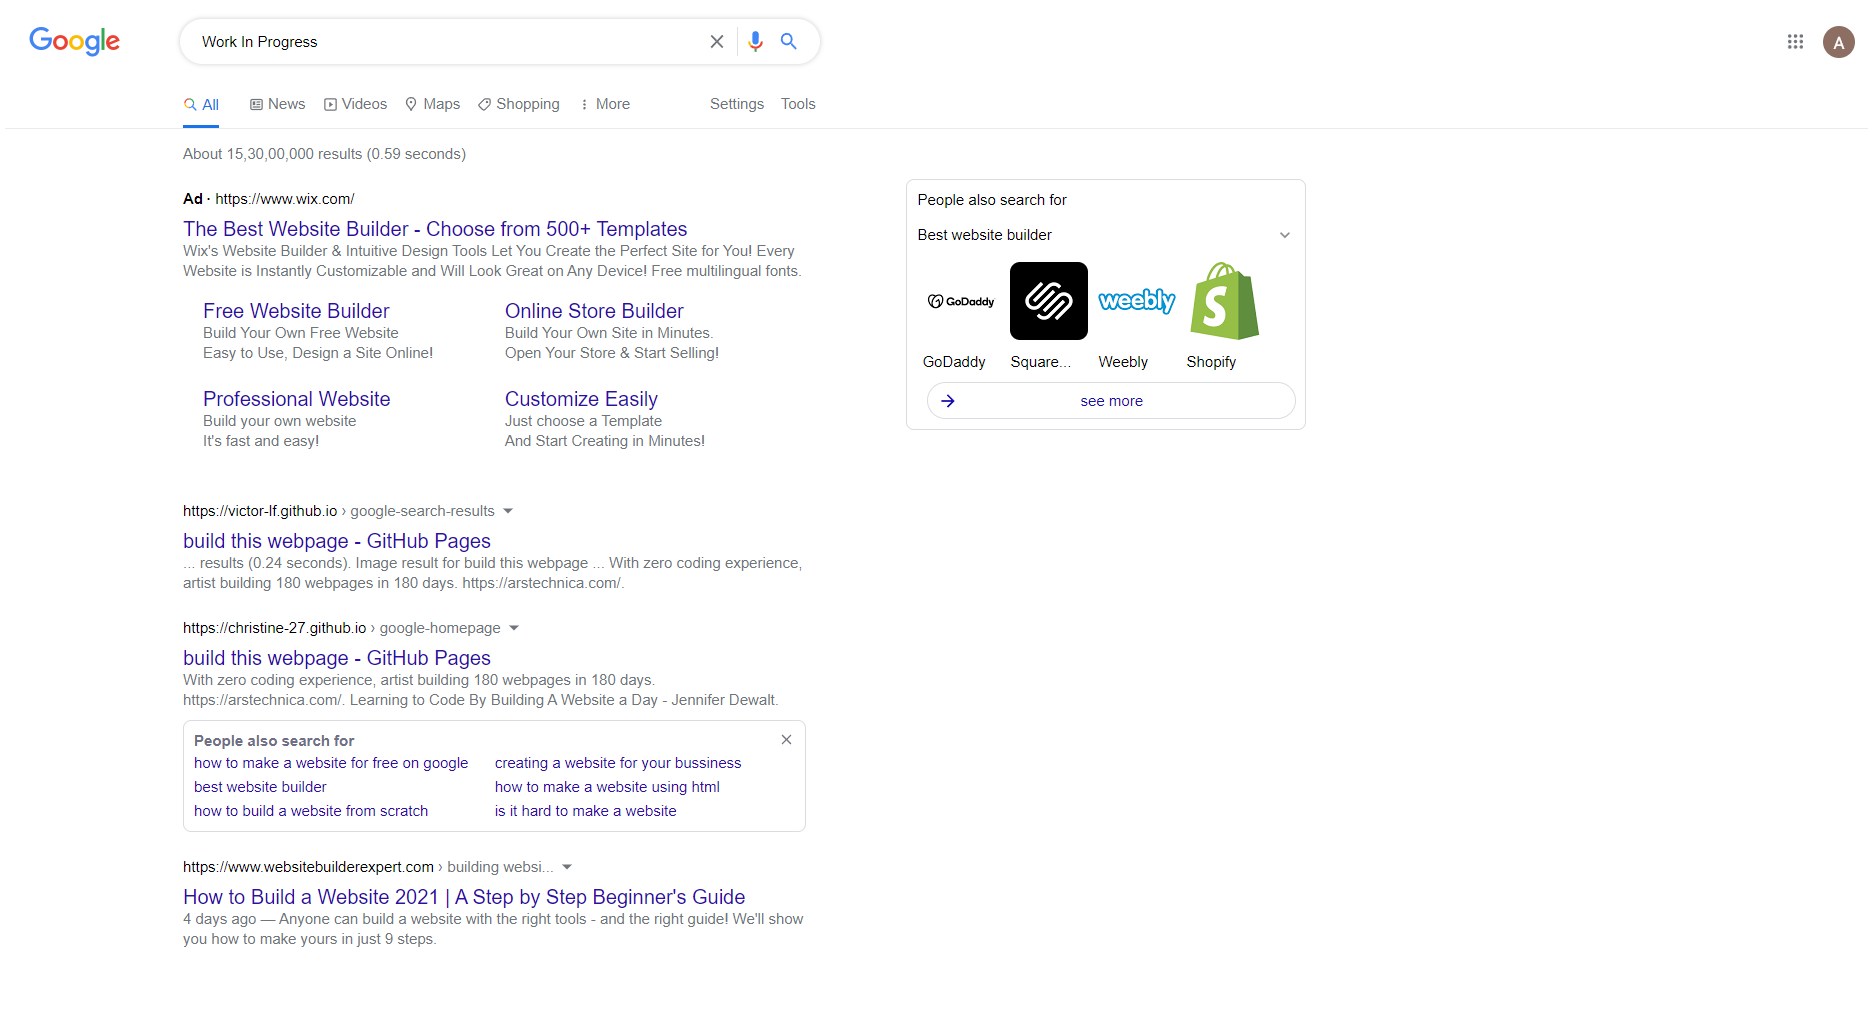 Google
Work In Progress
A
All News Videos Maps Shopping More Settings Tools
About 15,30,00,000 results (0.59 seconds)
Ad · https://www.wix.com/
The Best Website Builder - Choose from 500+ Templates
Wix's Website Builder & Intuitive Design Tools Let You Create the Perfect Site for You! Every
Website is Instantly Customizable and Will Look Great on Any Device! Free multilingual fonts.
Free Website Builder
Build Your Own Free Website
Easy to Use, Design a Site Online!
Online Store Builder
Build Your Own Site in Minutes.
Open Your Store & Start Selling!
Professional Website
Build your own website
It's fast and easy!
Customize Easily
Just choose a Template
And Start Creating in Minutes!
https://victor-lf.github.io › google-search-results
build this webpage - GitHub Pages
... results (0.24 seconds). Image result for build this webpage ... With zero coding experience,
artist building 180 webpages in 180 days. https://arstechnica.com/.
https://christine-27.github.io › google-homepage
build this webpage - GitHub Pages
With zero coding experience, artist building 180 webpages in 180 days.
https://arstechnica.com/. Learning to Code By Building A Website a Day - Jennifer Dewalt.
People also search for
how to make a website for free on google
best website builder
how to build a website from scratch
creating a website for your bussiness
how to make a website using html
is it hard to make a website
https://www.websitebuilderexpert.com › building websi...
How to Build a Website 2021 | A Step by Step Beginner's Guide
4 days ago — Anyone can build a website with the right tools - and the right guide! We'll show
you how to make yours in just 9 steps.
People also search for
Best website builder
GoDaddy
weebly
S
GoDaddy Square... Weebly Shopify
see more